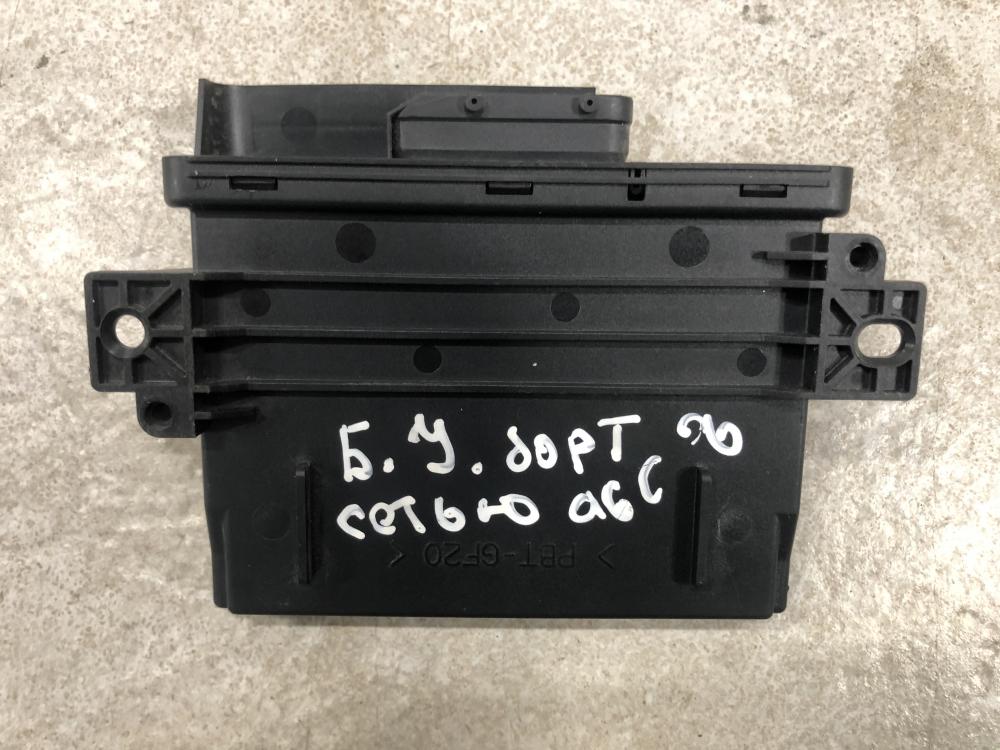 Б.У. борт
сетью абс
> PBT-GF20 <